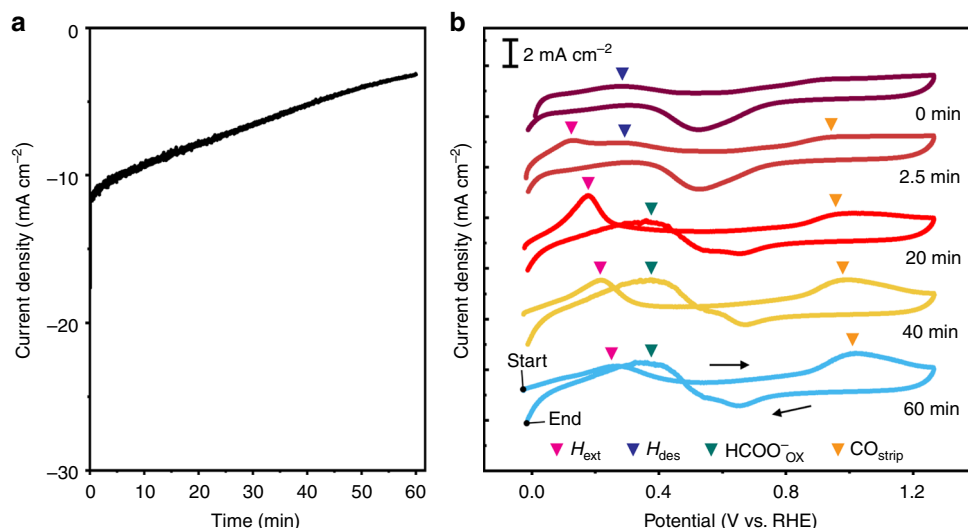 a
0
−10
−20
−30
Current density (mA cm−2)
0 10 20 30 40 50 60
Time (min)
b
2 mA cm−2
0 min
2.5 min
20 min
40 min
60 min
Start
End
Hext Hdes HCOO−OX COstrip
Current density (mA cm−2)
0.0 0.4 0.8 1.2
Potential (V vs. RHE)